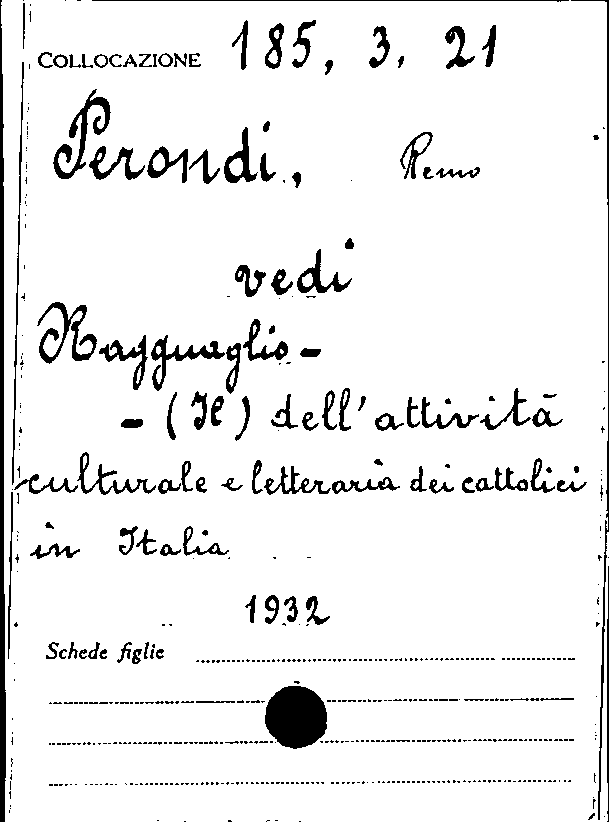 COLLOCAZIONE 185, 3. 21
Perondi, Remo
vedi
Ragguaglio -
- (Il) dell'attività
culturale e letteraria dei cattolici
in Italia
1932
Schede figlie